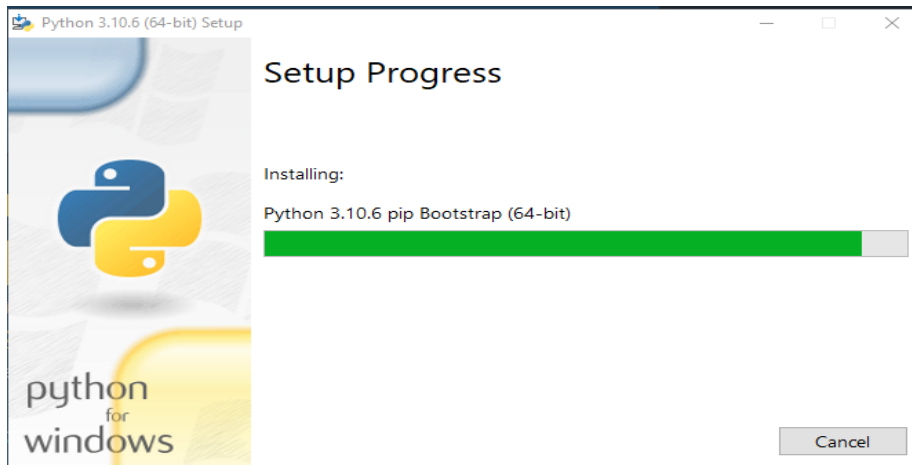 Python 3.10.6 (64-bit) Setup
Setup Progress
Installing:
Python 3.10.6 pip Bootstrap (64-bit)
python
for
windows
Cancel